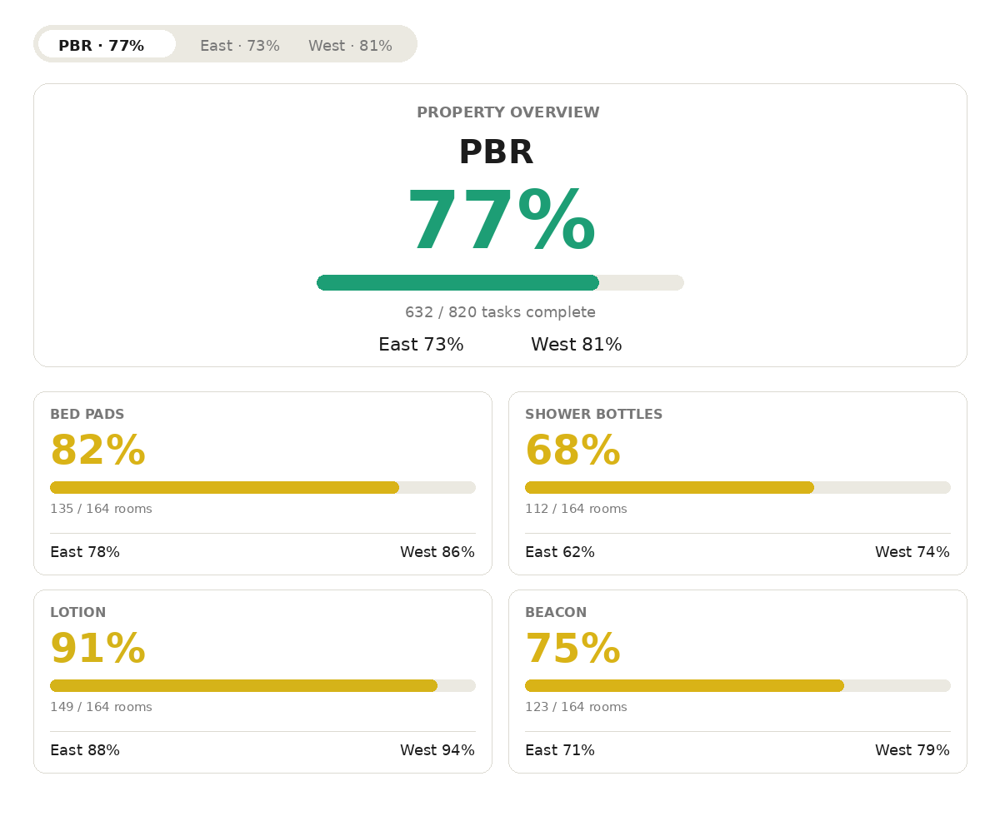 PBR · 77% East · 73% West · 81%
PROPERTY OVERVIEW
PBR
77%
632 / 820 tasks complete
East 73% West 81%
BED PADS
82%
135 / 164 rooms
East 78% West 86%
SHOWER BOTTLES
68%
112 / 164 rooms
East 62% West 74%
LOTION
91%
149 / 164 rooms
East 88% West 94%
BEACON
75%
123 / 164 rooms
East 71% West 79%